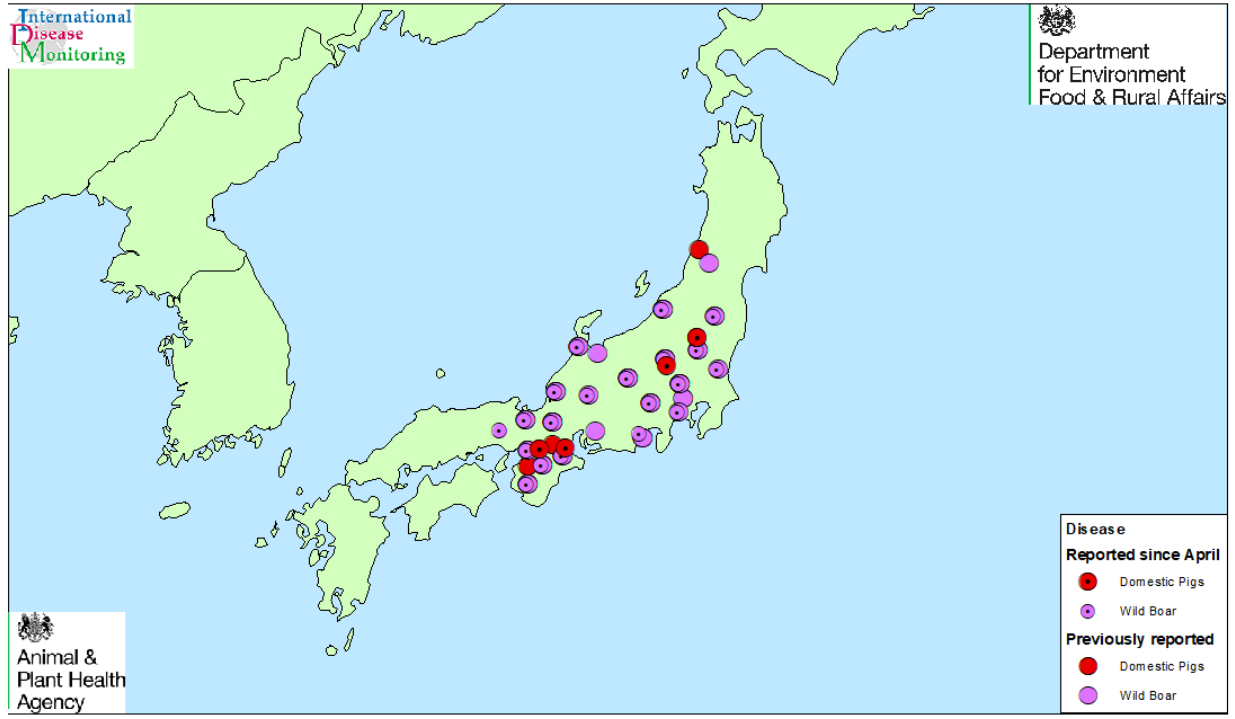 International
Disease
Monitoring
Department
for Environment
Food & Rural Affairs
Disease
Reported since April
Domestic Pigs
Wild Boar
Previously reported
Domestic Pigs
Wild Boar
Animal &
Plant Health
Agency